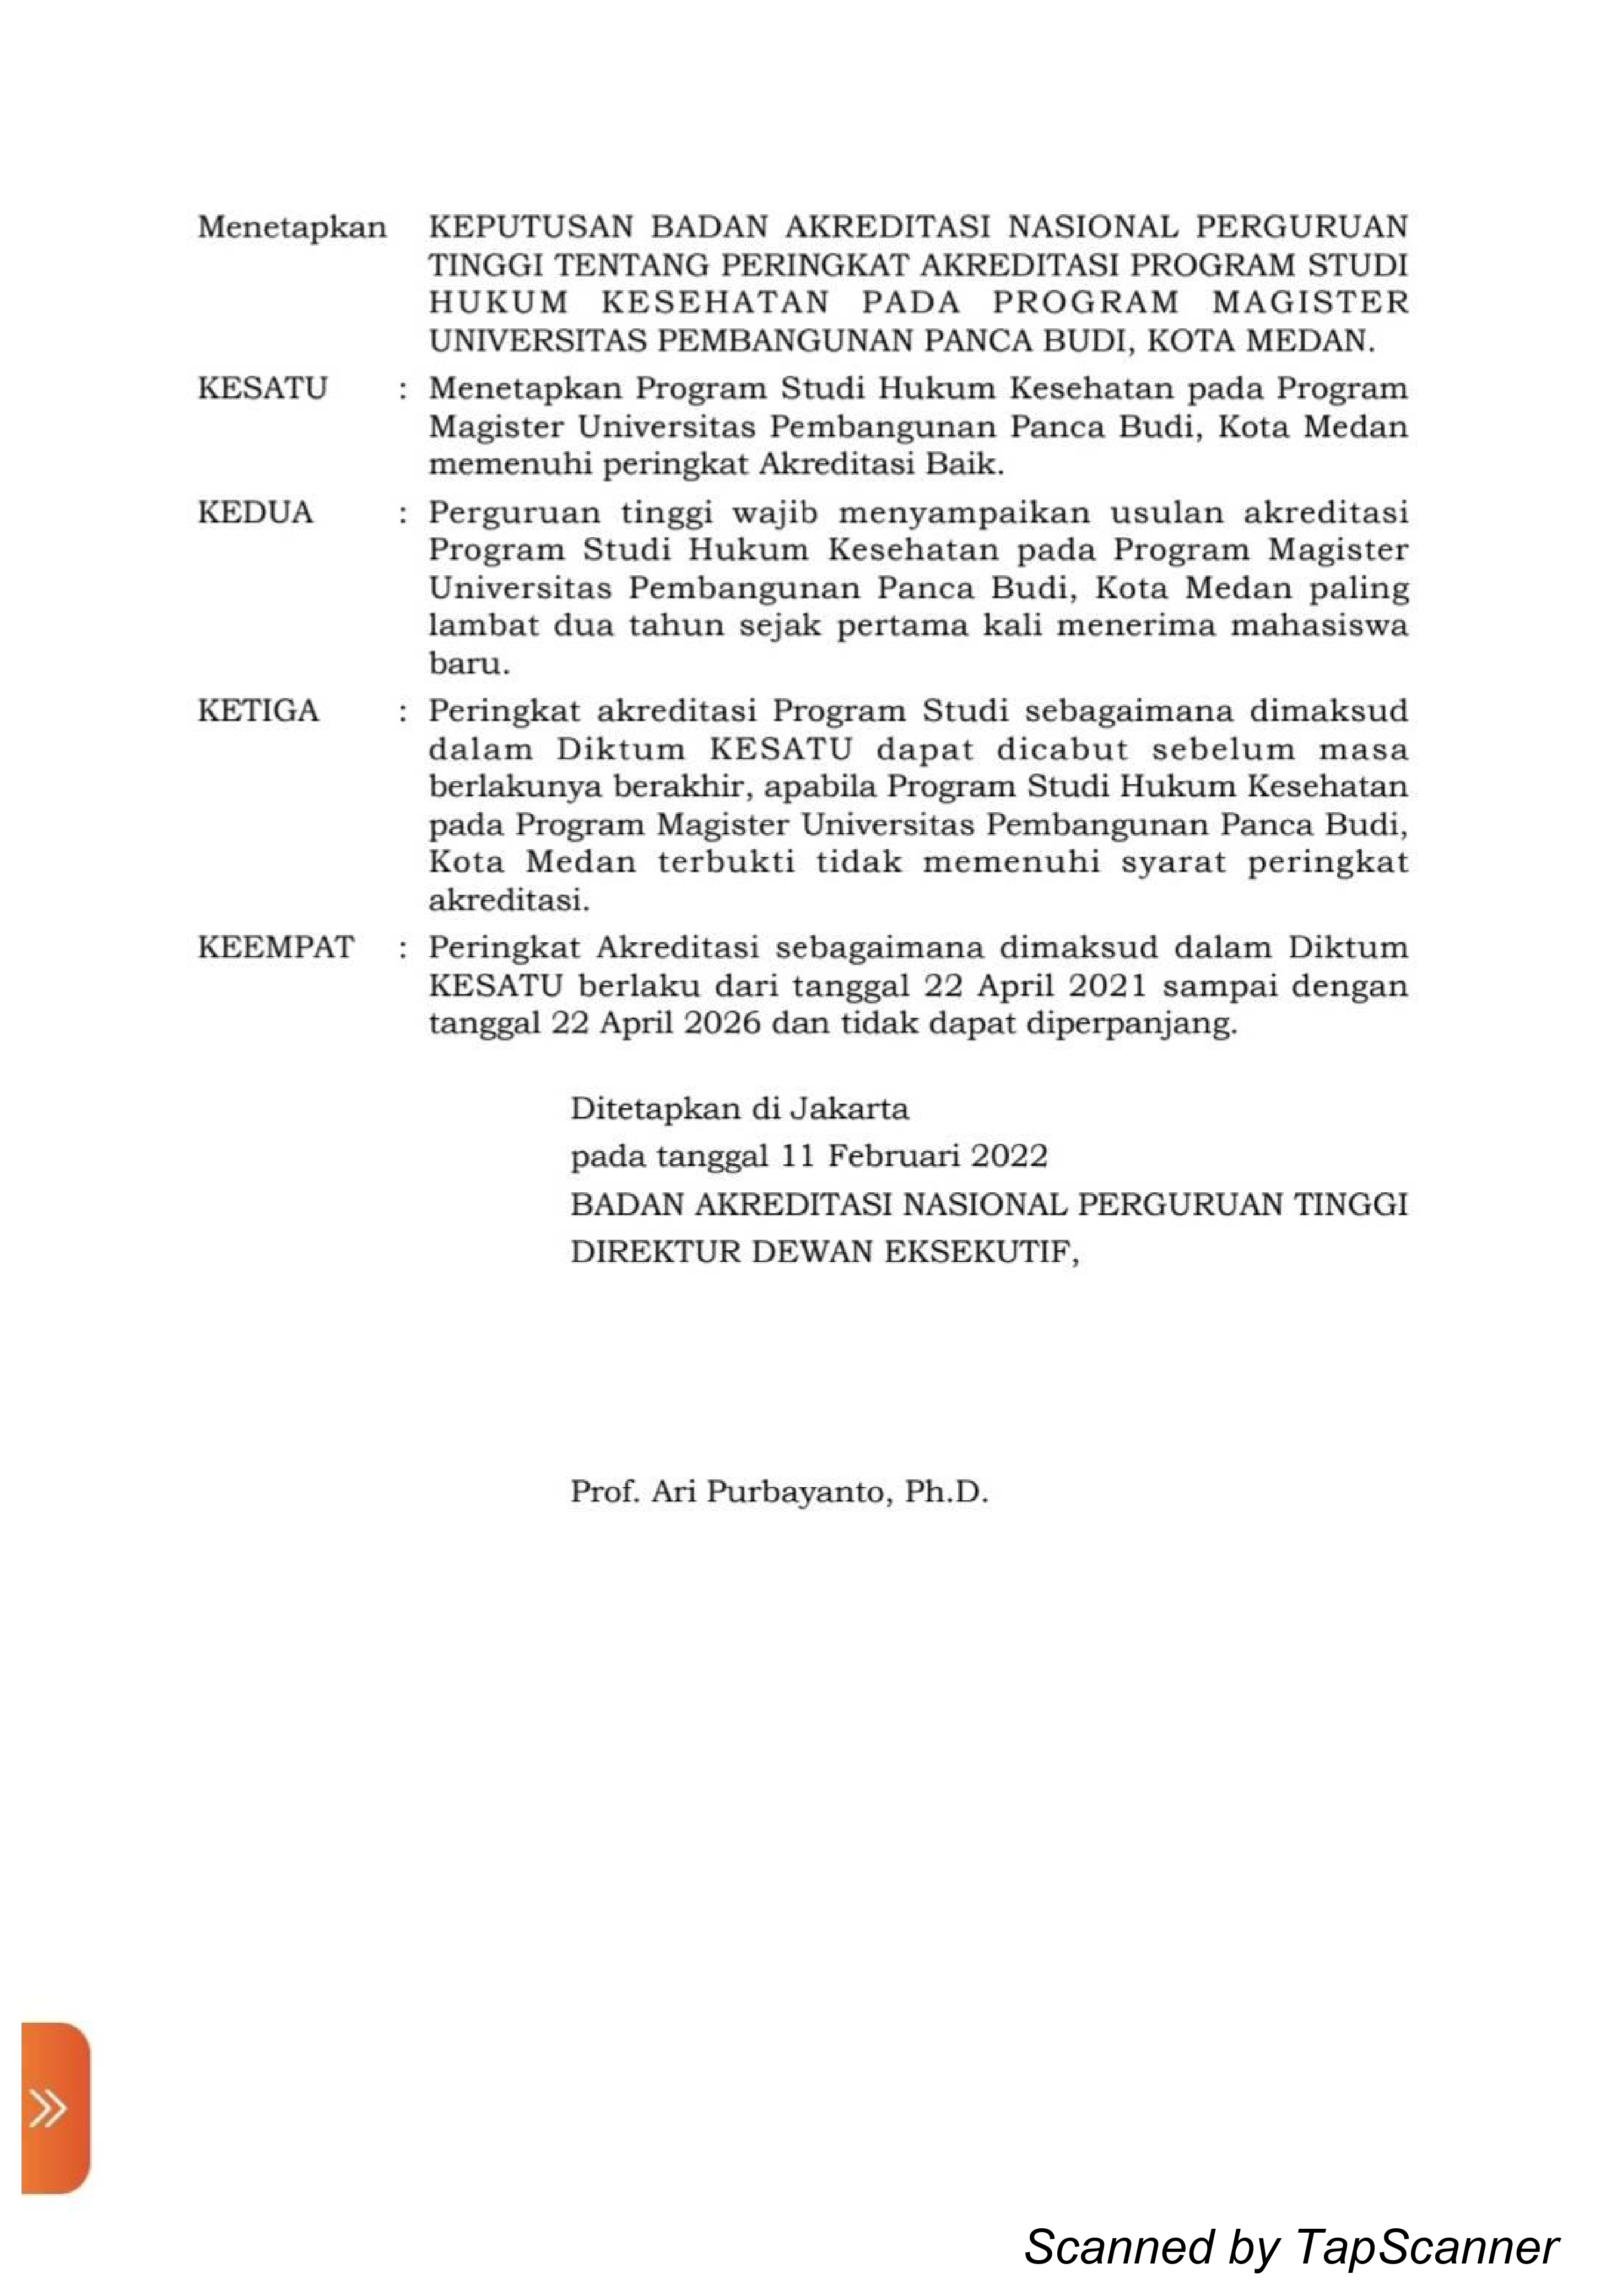 Menetapkan KEPUTUSAN BADAN AKREDITASI NASIONAL PERGURUAN
TINGGI TENTANG PERINGKAT AKREDITASI PROGRAM STUDI
HUKUM KESEHATAN PADA PROGRAM MAGISTER
UNIVERSITAS PEMBANGUNAN PANCA BUDI, KOTA MEDAN.
KESATU : Menetapkan Program Studi Hukum Kesehatan pada Program
Magister Universitas Pembangunan Panca Budi, Kota Medan
memenuhi peringkat Akreditasi Baik.
KEDUA : Perguruan tinggi wajib menyampaikan usulan akreditasi
Program Studi Hukum Kesehatan pada Program Magister
Universitas Pembangunan Panca Budi, Kota Medan paling
lambat dua tahun sejak pertama kali menerima mahasiswa
baru.
KETIGA : Peringkat akreditasi Program Studi sebagaimana dimaksud
dalam Diktum KESATU dapat dicabut sebelum masa
berlakunya berakhir, apabila Program Studi Hukum Kesehatan
pada Program Magister Universitas Pembangunan Panca Budi,
Kota Medan terbukti tidak memenuhi syarat peringkat
akreditasi.
KEEMPAT : Peringkat Akreditasi sebagaimana dimaksud dalam Diktum
KESATU berlaku dari tanggal 22 April 2021 sampai dengan
tanggal 22 April 2026 dan tidak dapat diperpanjang.
Ditetapkan di Jakarta
pada tanggal 11 Februari 2022
BADAN AKREDITASI NASIONAL PERGURUAN TINGGI
DIREKTUR DEWAN EKSEKUTIF,
Prof. Ari Purbayanto, Ph.D.
Scanned by TapScanner